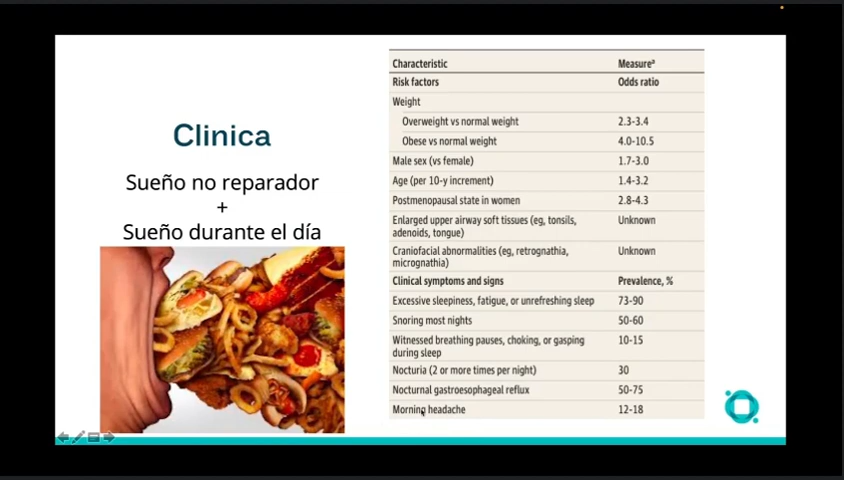 Clinica
Sueño no reparador
+
Sueño durante el día
Characteristic Measureª
Risk factors Odds ratio
Weight
Overweight vs normal weight 2.3-3.4
Obese vs normal weight 4.0-10.5
Male sex (vs female) 1.7-3.0
Age (per 10-y increment) 1.4-3.2
Postmenopausal state in women 2.8-4.3
Enlarged upper airway soft tissues (eg, tonsils, Unknown
adenoids, tongue)
Craniofacial abnormalities (eg, retrognathia, Unknown
micrognathia)
Clinical symptoms and signs Prevalence, %
Excessive sleepiness, fatigue, or unrefreshing sleep 73-90
Snoring most nights 50-60
Witnessed breathing pauses, choking, or gasping 10-15
during sleep
Nocturia (2 or more times per night) 30
Nocturnal gastroesophageal reflux 50-75
Morning headache 12-18